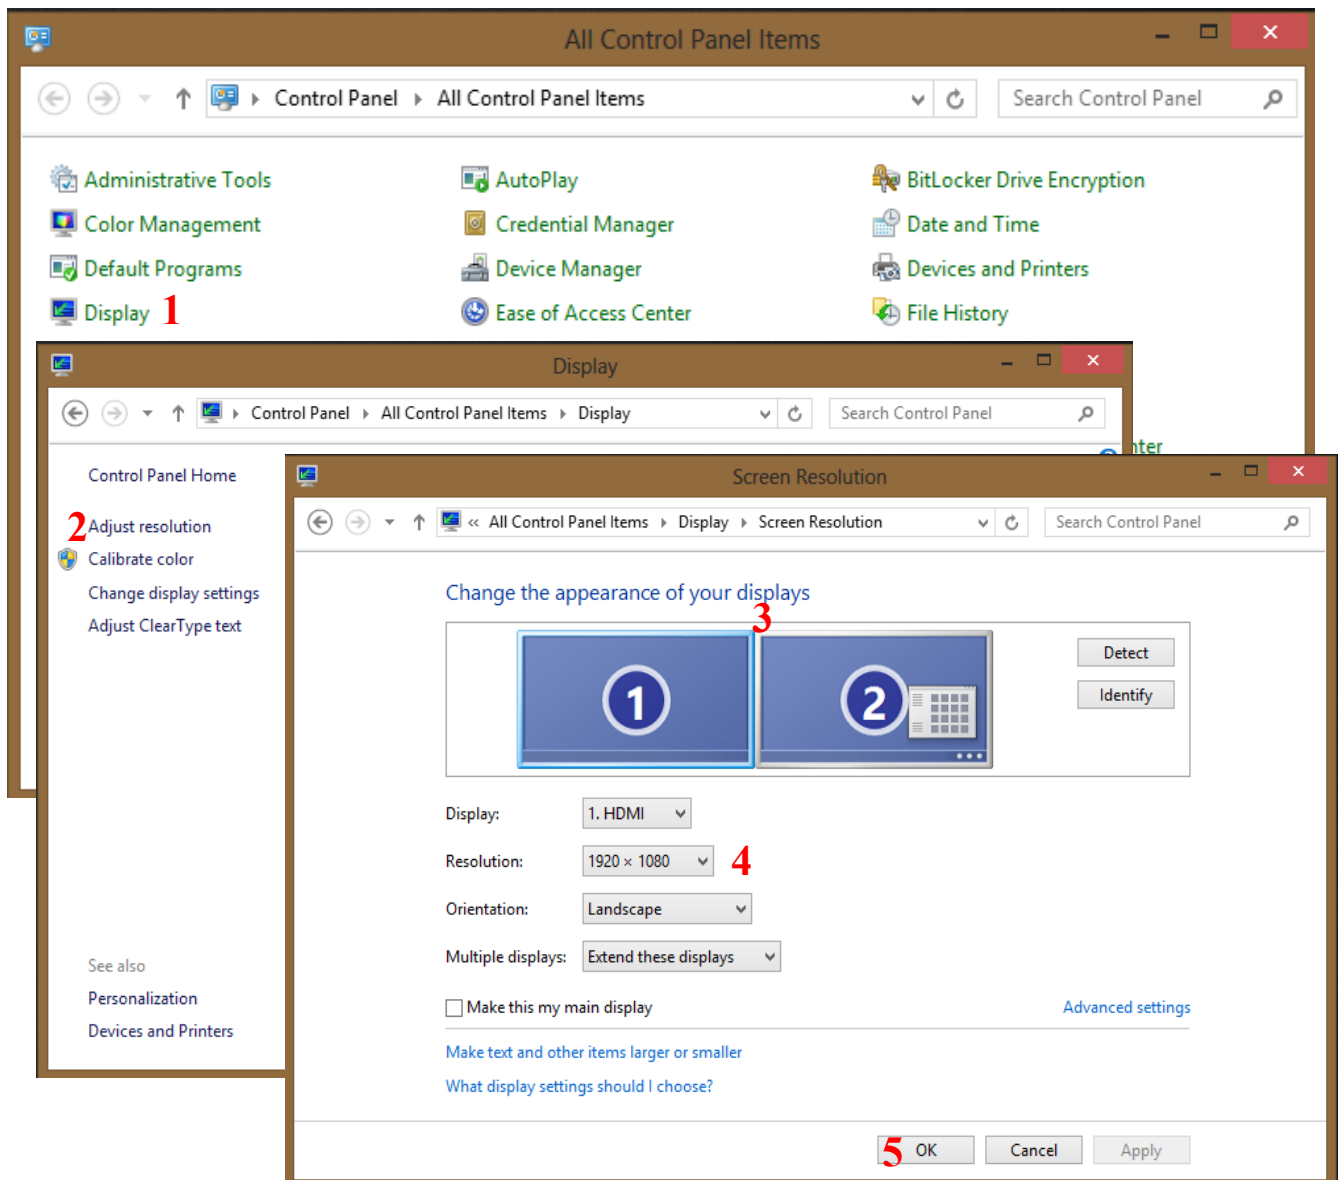 All Control Panel Items
Control Panel All Control Panel Items Search Control Panel
Administrative Tools AutoPlay BitLocker Drive Encryption
Color Management Credential Manager Date and Time
Default Programs Device Manager Devices and Printers
Display 1 Ease of Access Center File History
Display
Control Panel All Control Panel Items Display Search Control Panel
Control Panel Home
2 Adjust resolution
Calibrate color
Change display settings
Adjust ClearType text
See also
Personalization
Devices and Printers
Screen Resolution
« All Control Panel Items Display Screen Resolution Search Control Panel
Change the appearance of your displays
3
1 2
Detect
Identify
Display: 1. HDMI
Resolution: 1920 × 1080 4
Orientation: Landscape
Multiple displays: Extend these displays
Make this my main display Advanced settings
Make text and other items larger or smaller
What display settings should I choose?
5 OK Cancel Apply